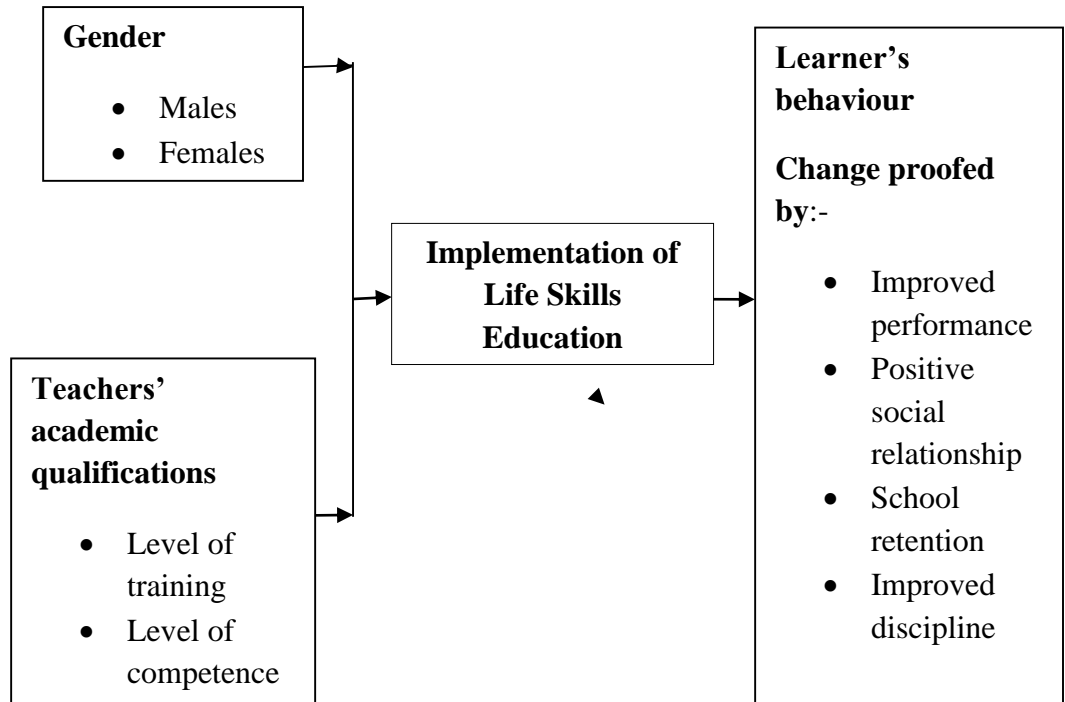 Gender
• Males
• Females
Teachers’
academic
qualifications
• Level of
training
• Level of
competence
Implementation of
Life Skills
Education
Learner’s
behaviour
Change proofed
by:-
• Improved
performance
• Positive
social
relationship
• School
retention
• Improved
discipline